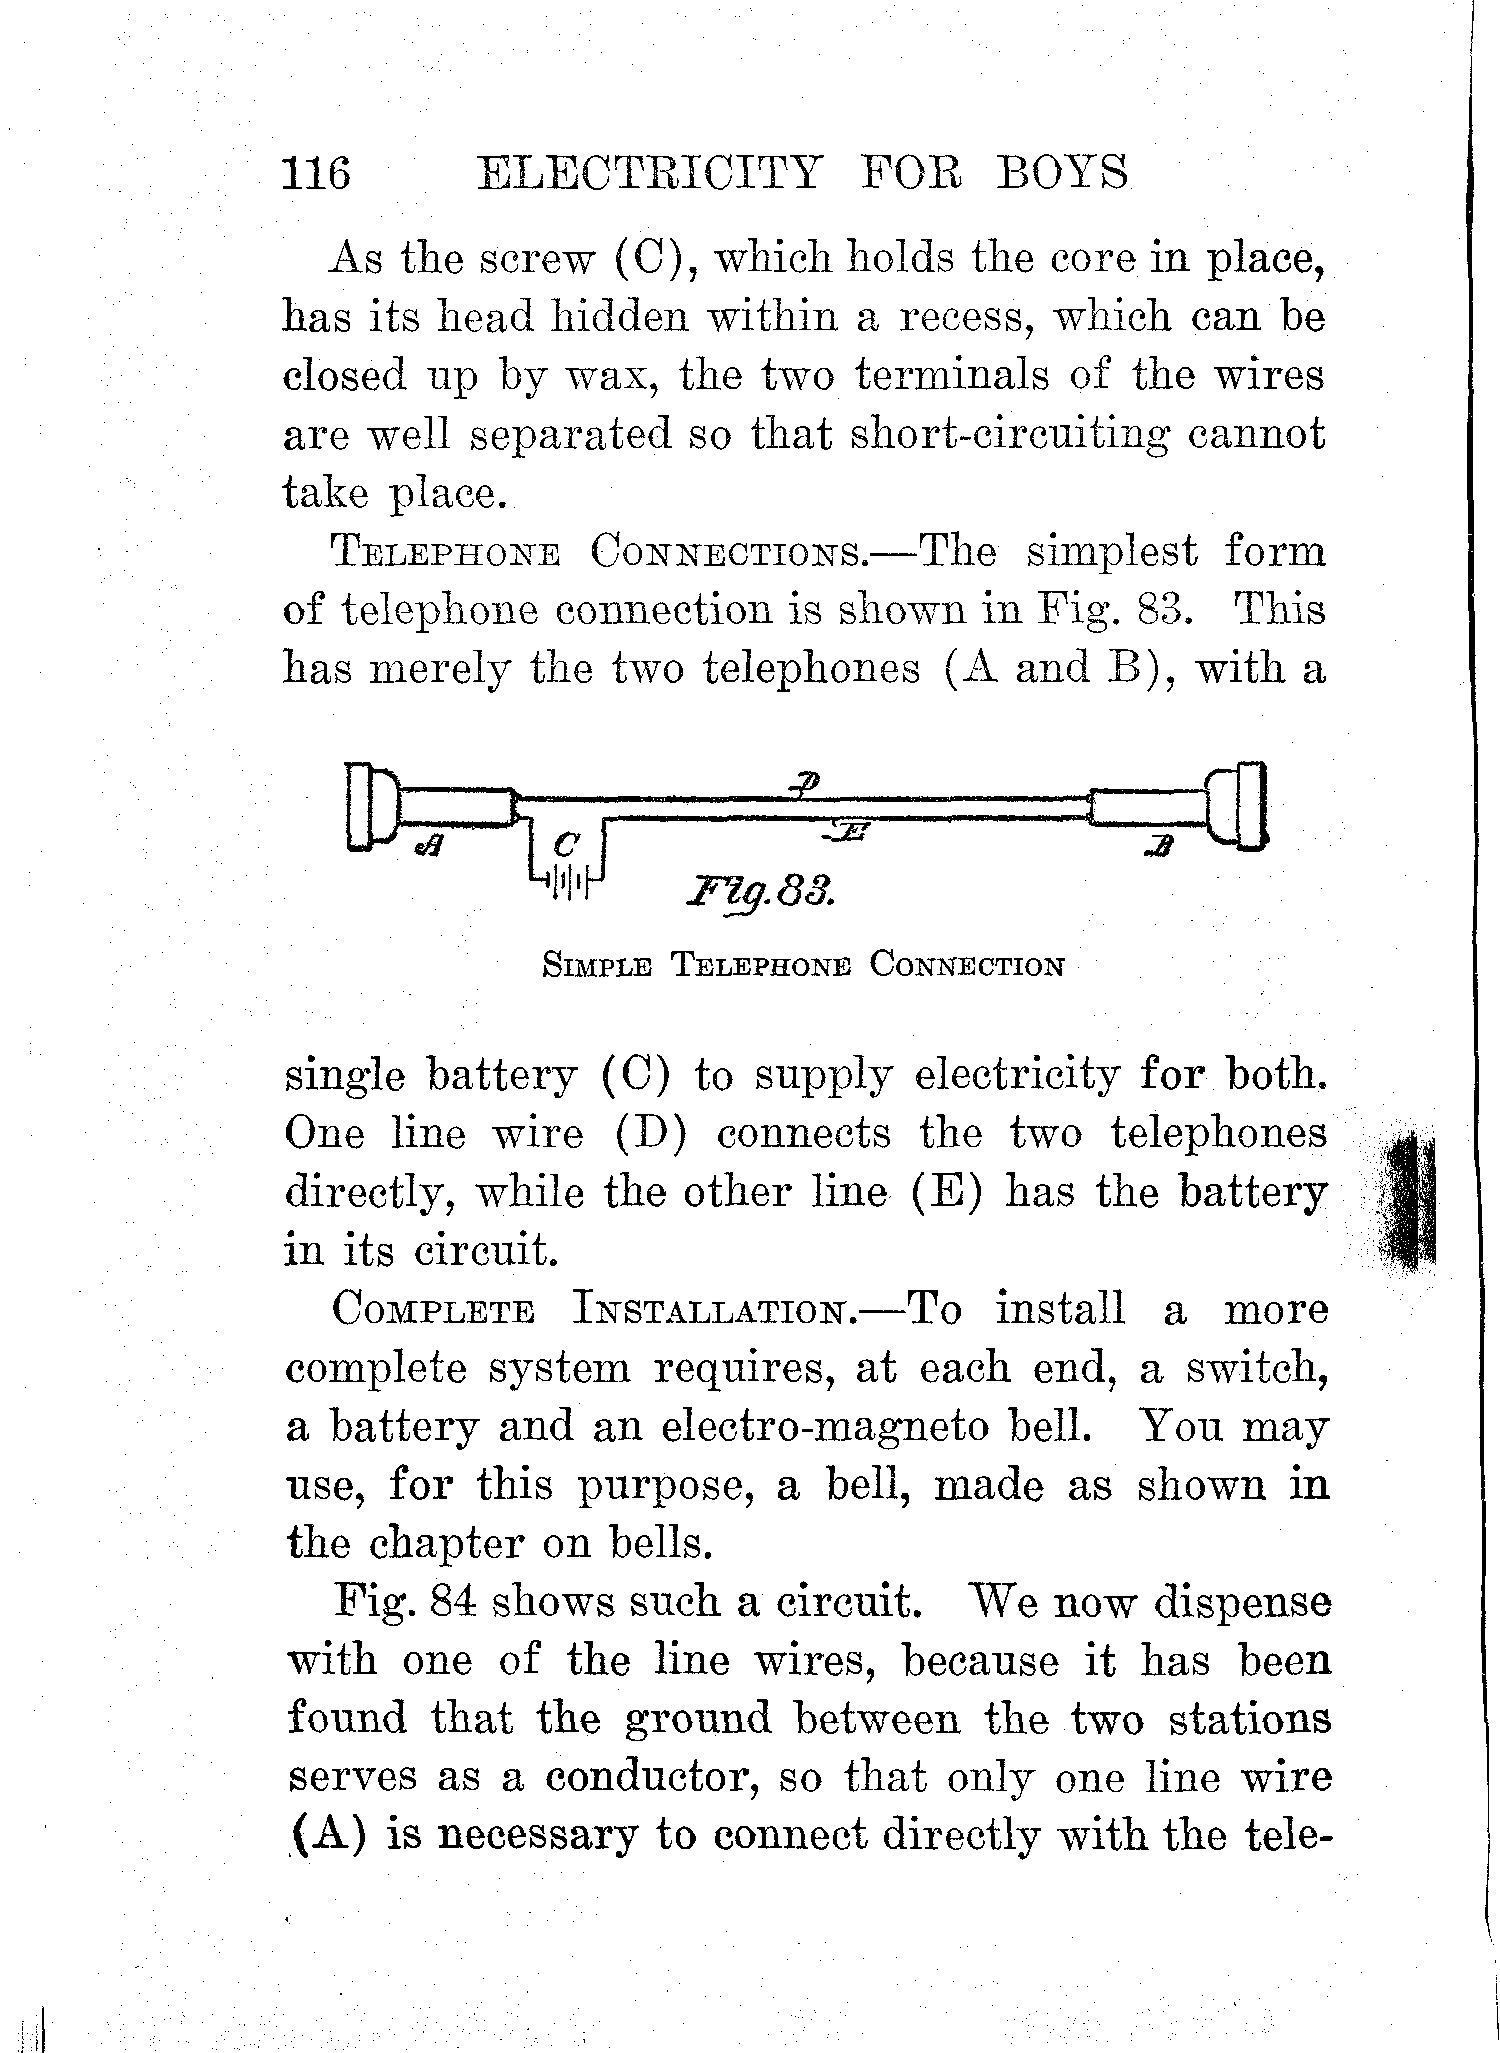 116 ELECTRICITY FOR BOYS
As the screw (C), which holds the core in place,
has its head hidden within a recess, which can be
closed up by wax, the two terminals of the wires
are well separated so that short-circuiting cannot
take place.
TELEPHONE CONNECTIONS.—The simplest form
of telephone connection is shown in Fig. 83. This
has merely the two telephones (A and B), with a
D
A C E B
Fig. 83.
SIMPLE TELEPHONE CONNECTION
single battery (C) to supply electricity for both.
One line wire (D) connects the two telephones
directly, while the other line (E) has the battery
in its circuit.
COMPLETE INSTALLATION.—To install a more
complete system requires, at each end, a switch,
a battery and an electro-magneto bell. You may
use, for this purpose, a bell, made as shown in
the chapter on bells.
Fig. 84 shows such a circuit. We now dispense
with one of the line wires, because it has been
found that the ground between the two stations
serves as a conductor, so that only one line wire
(A) is necessary to connect directly with the tele-